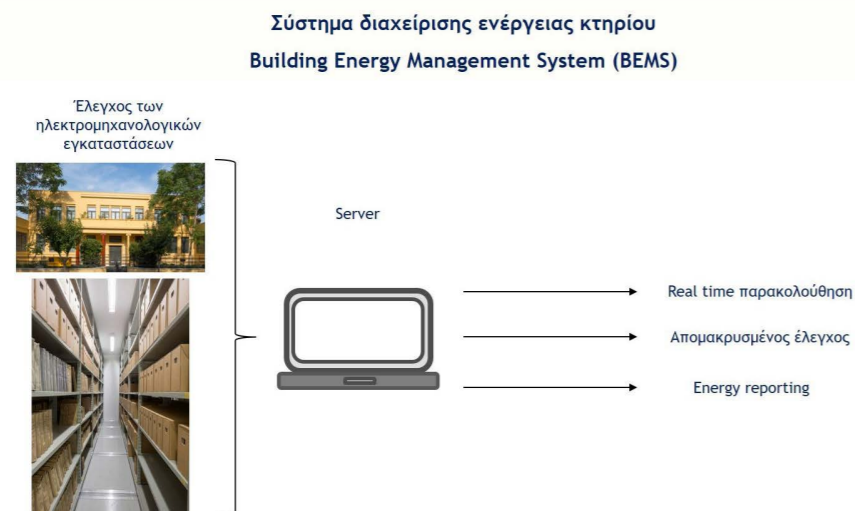 Σύστημα διαχείρισης ενέργειας κτηρίου
Building Energy Management System (BEMS)
Έλεγχος των
ηλεκτρομηχανολογικών
εγκαταστάσεων
Server
Real time παρακολούθηση
Απομακρυσμένος έλεγχος
Energy reporting